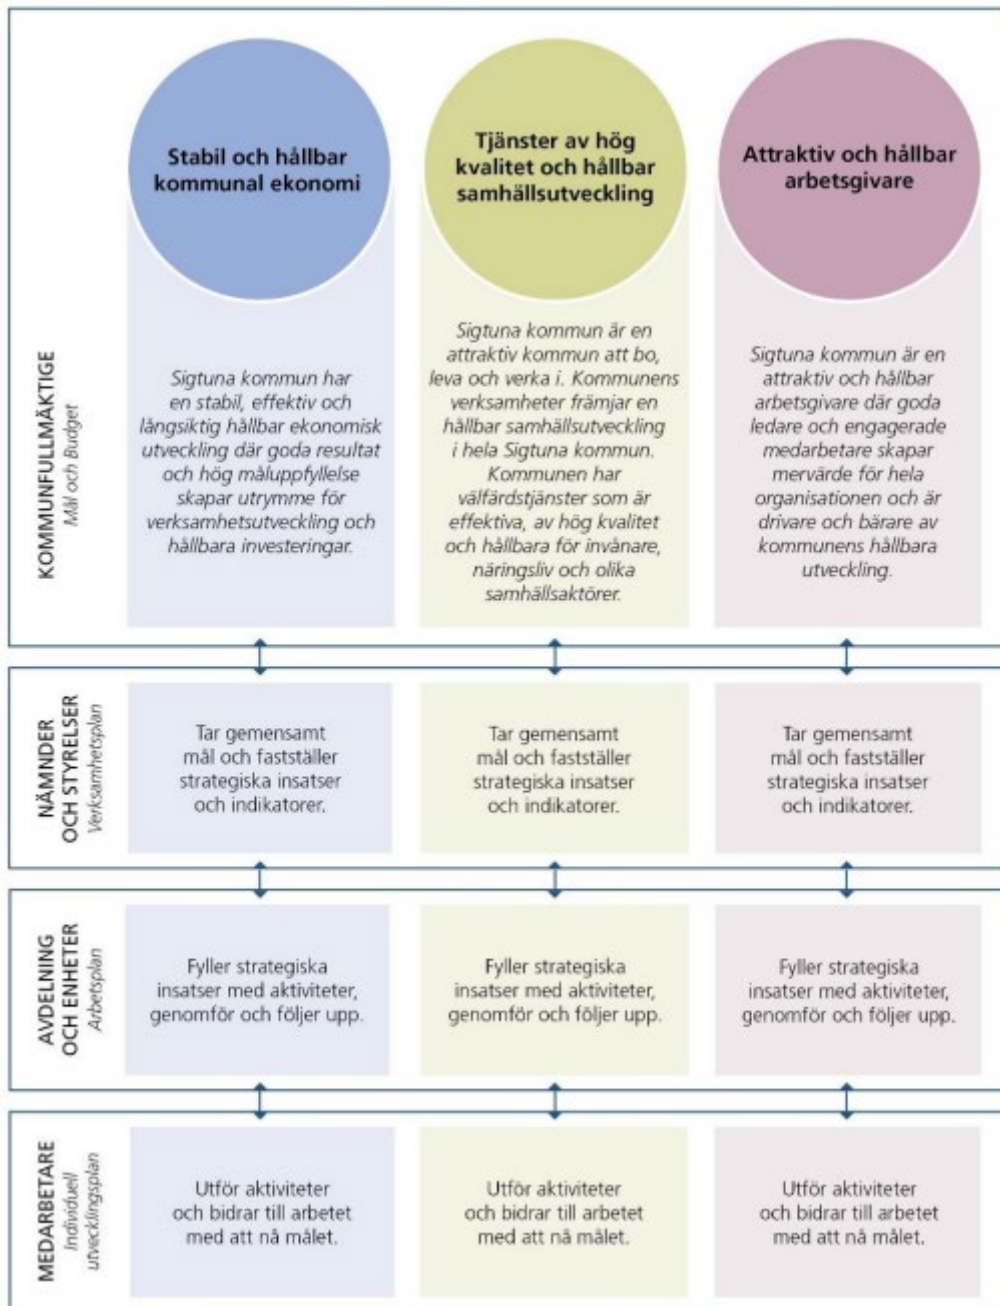 Stabil och hållbar
kommunal ekonomi
Tjänster av hög
kvalitet och hållbar
samhällsutveckling
Attraktiv och hållbar
arbetsgivare
KOMMUNFULLMÄKTIGE
Mål och Budget
Sigtuna kommun har
en stabil, effektiv och
långsiktig hållbar ekonomisk
utveckling där goda resultat
och hög måluppfyllelse
skapar utrymme för
verksamhetsutveckling och
hållbara investeringar.
Sigtuna kommun är en
attraktiv kommun att bo,
leva och verka i. Kommunens
verksamheter främjar en
hållbar samhällsutveckling
i hela Sigtuna kommun.
Kommunen har
välfärdstjänster som är
effektiva, av hög kvalitet
och hållbara för invånare,
näringsliv och olika
samhällsaktörer.
Sigtuna kommun är en
attraktiv och hållbar
arbetsgivare där goda
ledare och engagerade
medarbetare skapar
mervärde för hela
organisationen och är
drivare och bärare av
kommunens hållbara
utveckling.
NÄMNDER
OCH STYRELSER
Verksamhetsplan
Tar gemensamt
mål och fastställer
strategiska insatser
och indikatorer.
Tar gemensamt
mål och fastställer
strategiska insatser
och indikatorer.
Tar gemensamt
mål och fastställer
strategiska insatser
och indikatorer.
AVDELNING
OCH ENHETER
Arbetsplan
Fyller strategiska
insatser med aktiviteter,
genomför och följer upp.
Fyller strategiska
insatser med aktiviteter,
genomför och följer upp.
Fyller strategiska
insatser med aktiviteter,
genomför och följer upp.
MEDARBETARE
Individuell
utvecklingsplan
Utför aktiviteter
och bidrar till arbetet
med att nå målet.
Utför aktiviteter
och bidrar till arbetet
med att nå målet.
Utför aktiviteter
och bidrar till arbetet
med att nå målet.